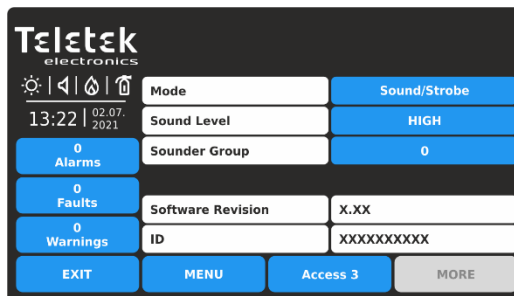 Teletek
electronics
13:22 02.07.
2021
Mode Sound/Strobe
Sound Level HIGH
Sounder Group 0
0
Alarms
0
Faults
0
Warnings
Software Revision X.XX
ID XXXXXXXXXX
EXIT MENU Access 3 MORE